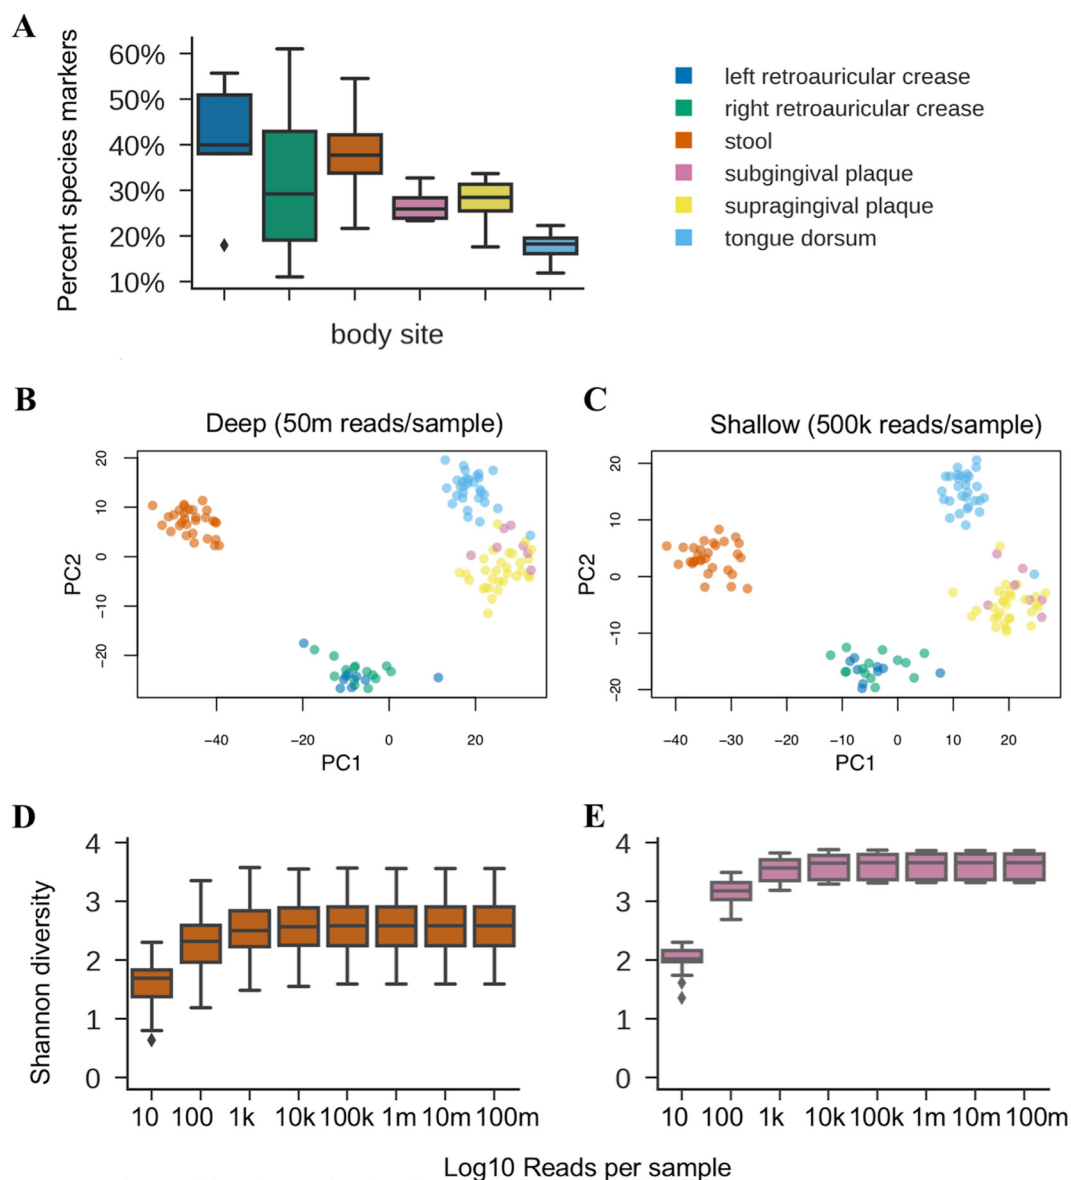 A
Percent species markers
60%
50%
40%
30%
20%
10%
body site
left retroauricular crease
right retroauricular crease
stool
subgingival plaque
supragingival plaque
tongue dorsum
B
Deep (50m reads/sample)
PC2
20
10
0
−10
−20
−40
−20
0
20
PC1
C
Shallow (500k reads/sample)
PC2
20
10
0
−10
−20
−40
−30
−20
−10
0
10
20
PC1
D
Shannon diversity
4
3
2
1
0
10 100 1k 10k 100k 1m 10m 100m
E
4
3
2
1
0
10 100 1k 10k 100k 1m 10m 100m
Log10 Reads per sample